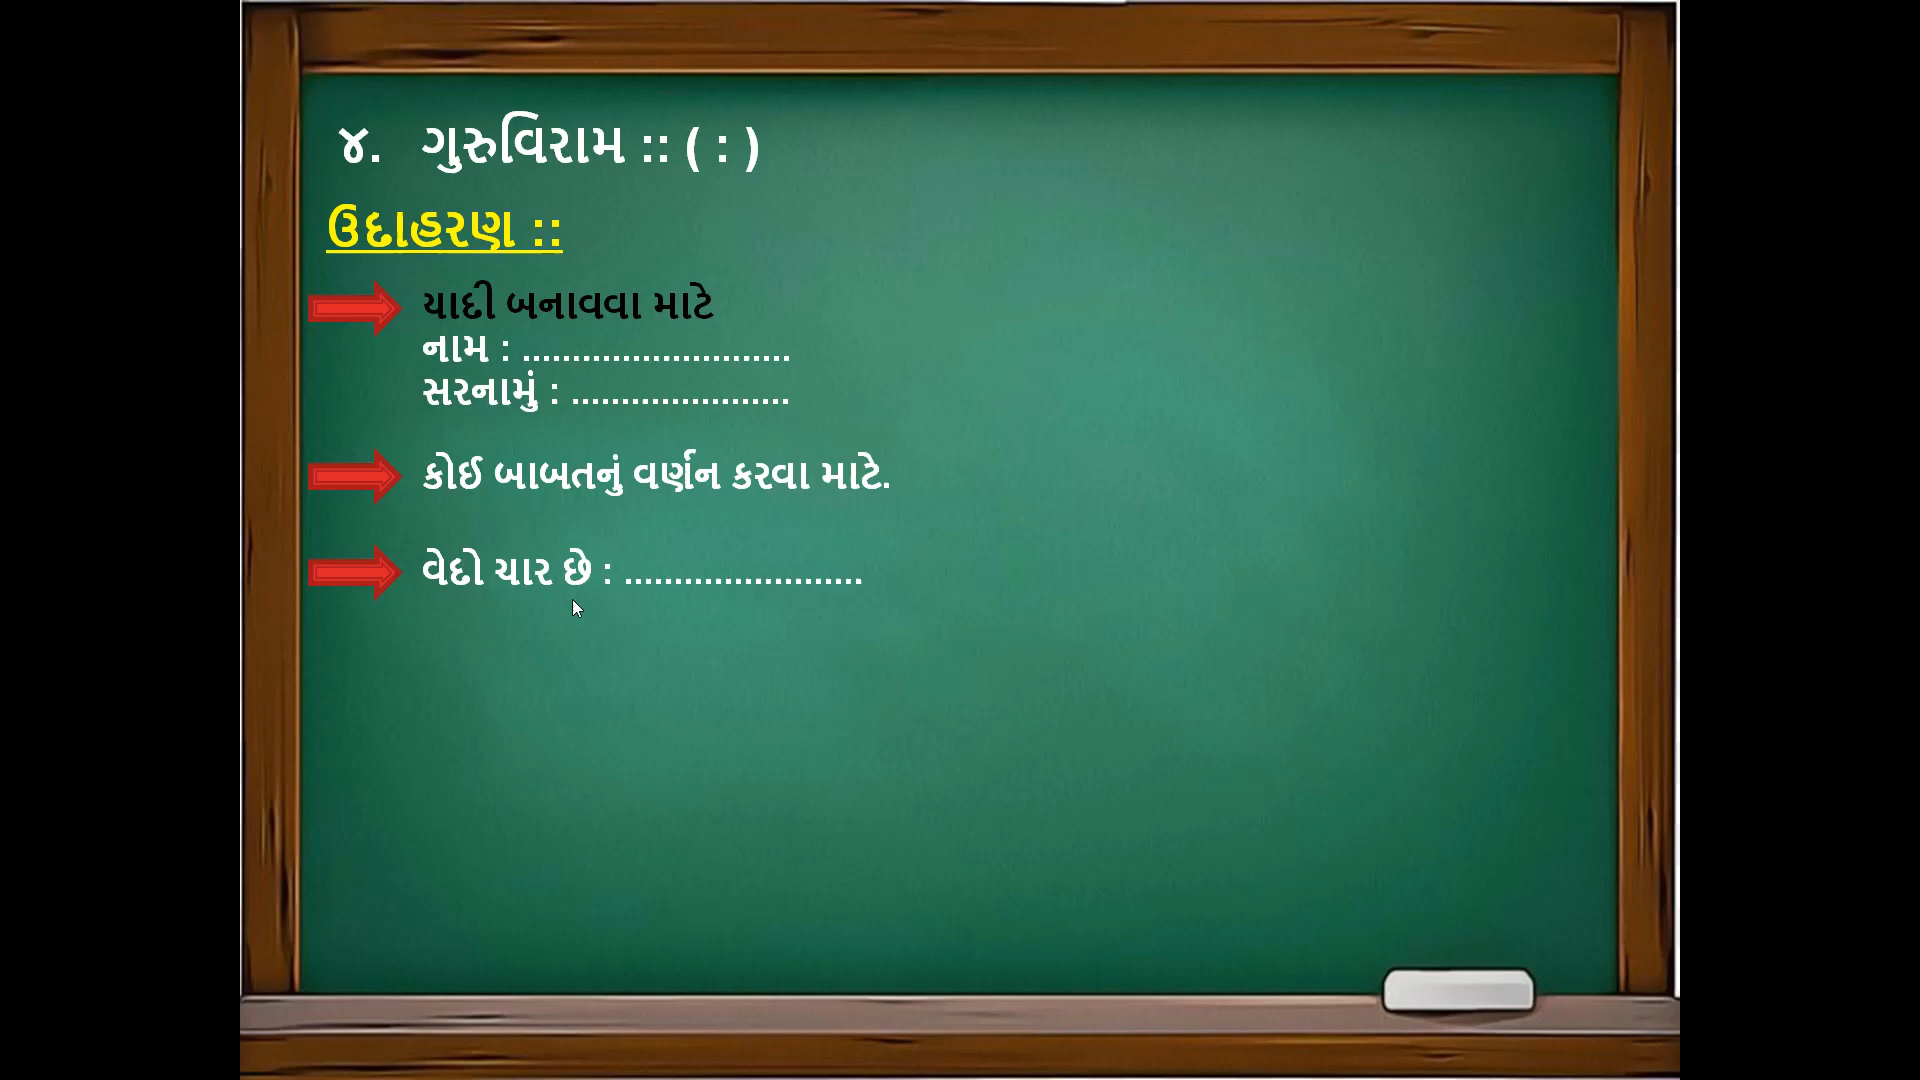 ૪. ગુરુવિરામ :: ( : )
ઉદાહરણ ::
યાદી બનાવવા માટે
નામ : ...........................
સરનામું : ......................
કોઈ બાબતનું વર્ણન કરવા માટે.
વેદો ચાર છે : ........................